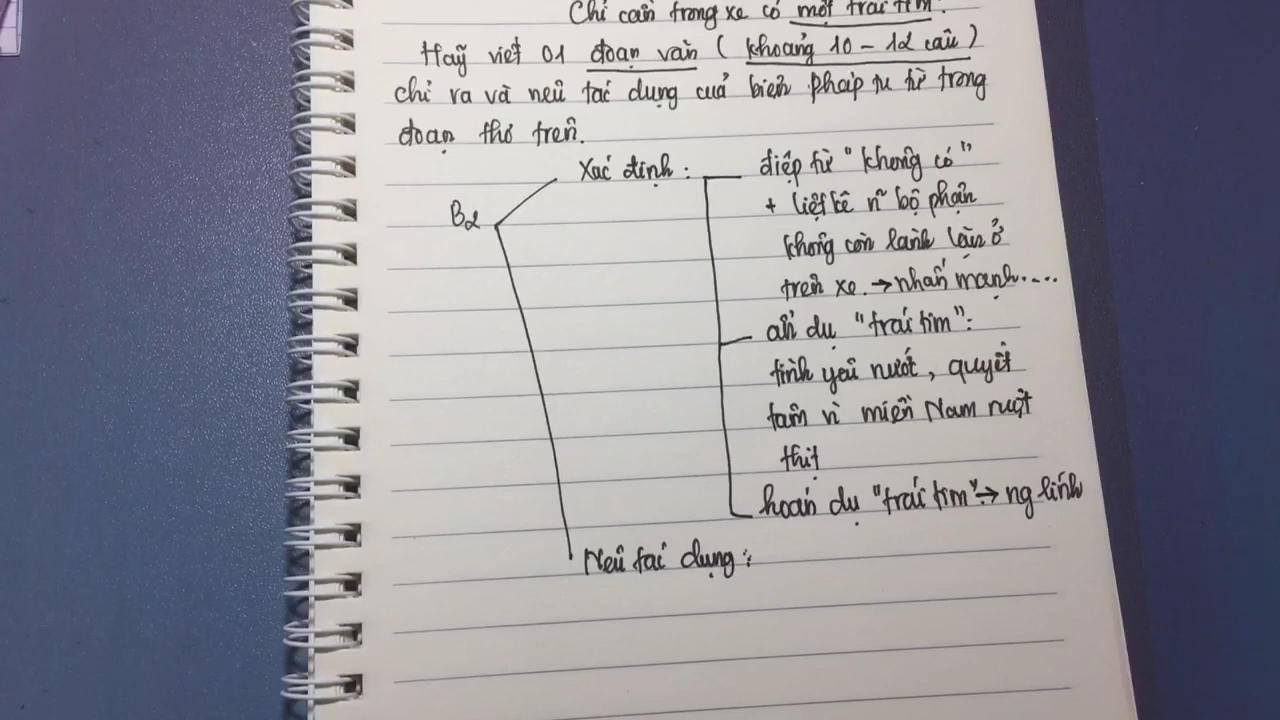 Chỉ cần trong xe có một trái tim.
Hãy viết 01 đoạn văn ( khoảng 10 - 12 câu )
chỉ ra và nêu tác dụng của biện pháp tu từ trong
đoạn thơ trên.
Xác định :
điệp từ "không có"
B2
+ liệt kê n~ bộ phận
không còn lành lặn ở
trên xe. → nhấn mạnh....
ẩn dụ "trái tim":
tình yêu nước, quyết
tâm vì miền Nam ruột
thịt
hoán dụ "trái tim" → ng lính
Nêu tác dụng :